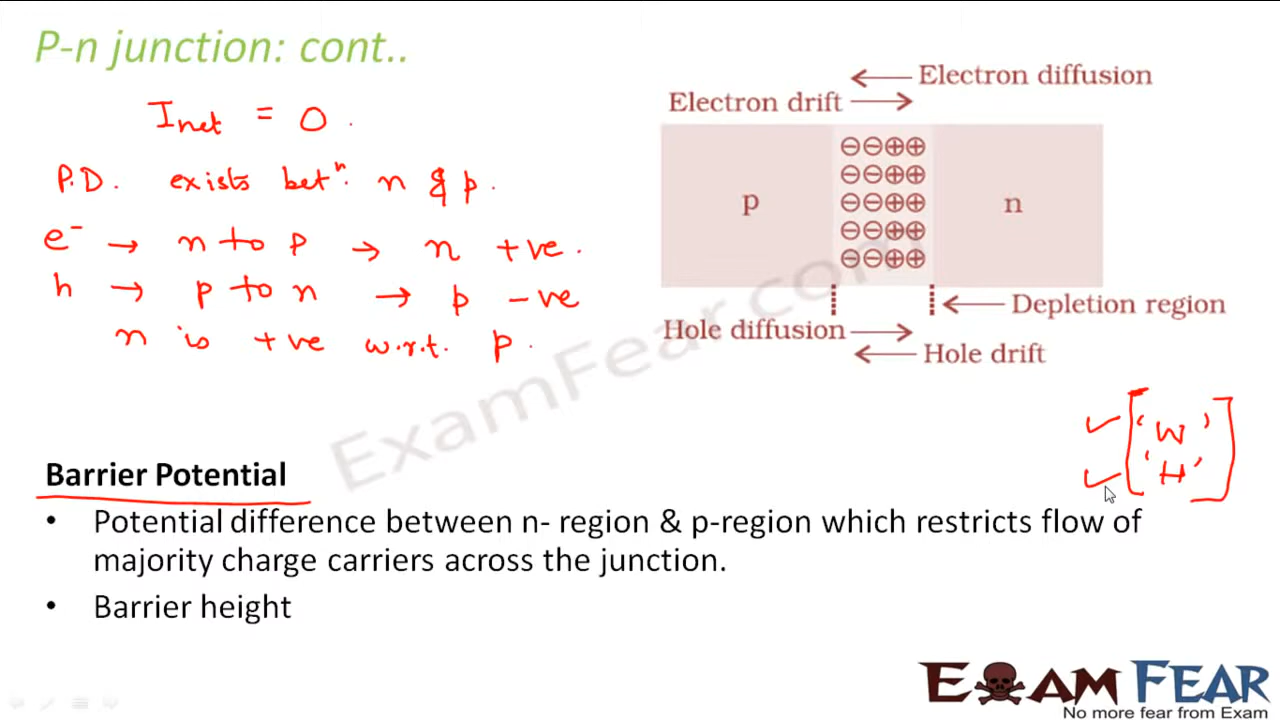 P-n junction: cont..
I net = 0.
P.D. exists betⁿ. n & p.
e⁻ → n to p → n +ve.
h → p to n → p -ve
n is +ve w.r.t. p.
← Electron diffusion
Electron drift →
⊖⊖⊕⊕
⊖⊖⊕⊕
p ⊖⊖⊕⊕ n
⊖⊖⊕⊕
⊖⊖⊕⊕
← Depletion region
Hole diffusion →
← Hole drift
ExamFear.com
✓ ['W'
✓ 'H']
Barrier Potential
• Potential difference between n- region & p-region which restricts flow of
majority charge carriers across the junction.
• Barrier height
EXAM FEAR
No more fear from Exam